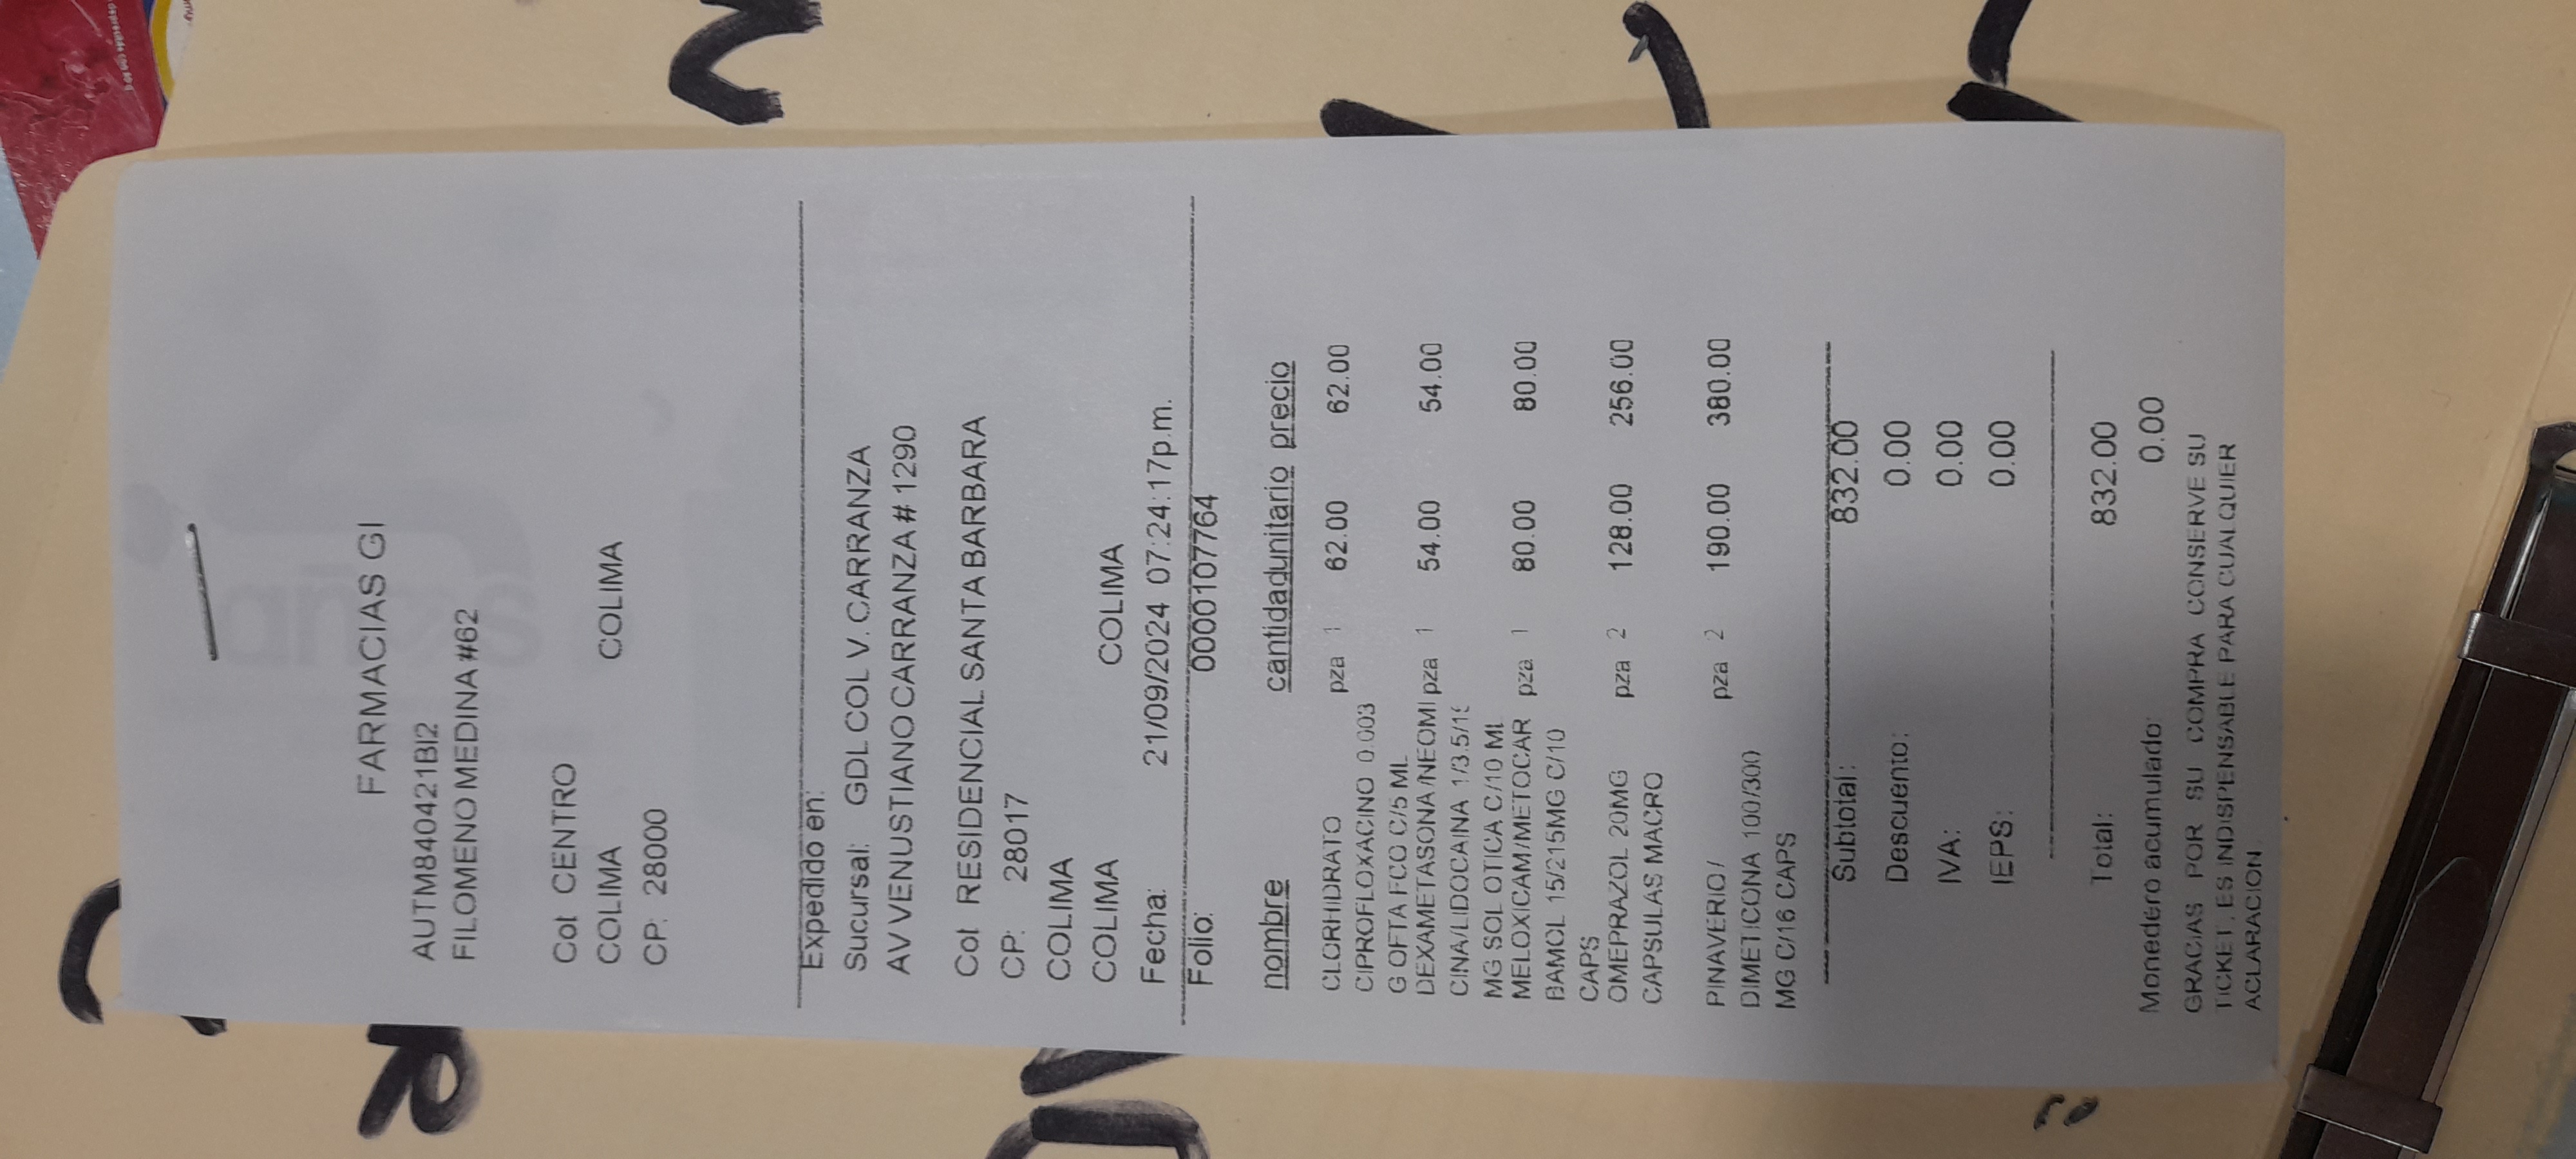 FARMACIAS GI
AUTM840421BI2
FILOMENO MEDINA #62
Col CENTRO
COLIMA COLIMA
CP: 28000
Expedido en:
Sucursal: GDL COL V. CARRANZA
AV VENUSTIANO CARRANZA # 1290
Col RESIDENCIAL SANTA BARBARA
CP: 28017
COLIMA
COLIMA COLIMA
Fecha: 21/09/2024 07:24:17p.m.
Folio: 0000107764
nombre cantidadunitario precio
CLORHIDRATO pza 1 62.00 62.00
CIPROFLOXACINO 0.003
G OFTA FCO C/5 ML
DEXAMETASONA/NEOMI pza 1 54.00 54.00
CINA/LIDOCAINA 1/3.5/1
MG SOL OTICA C/10 ML
MELOXICAM/METOCAR pza 1 80.00 80.00
BAMOL 15/215MG C/10
CAPS
OMEPRAZOL 20MG pza 2 128.00 256.00
CAPSULAS MACRO
PINAVERIO/ pza 2 190.00 380.00
DIMETICONA 100/300
MG C/16 CAPS
Subtotal: 832.00
Descuento: 0.00
IVA: 0.00
IEPS: 0.00
Total: 832.00
Monedero acumulado: 0.00
GRACIAS POR SU COMPRA CONSERVE SU
TICKET, ES INDISPENSABLE PARA CUALQUIER
ACLARACION